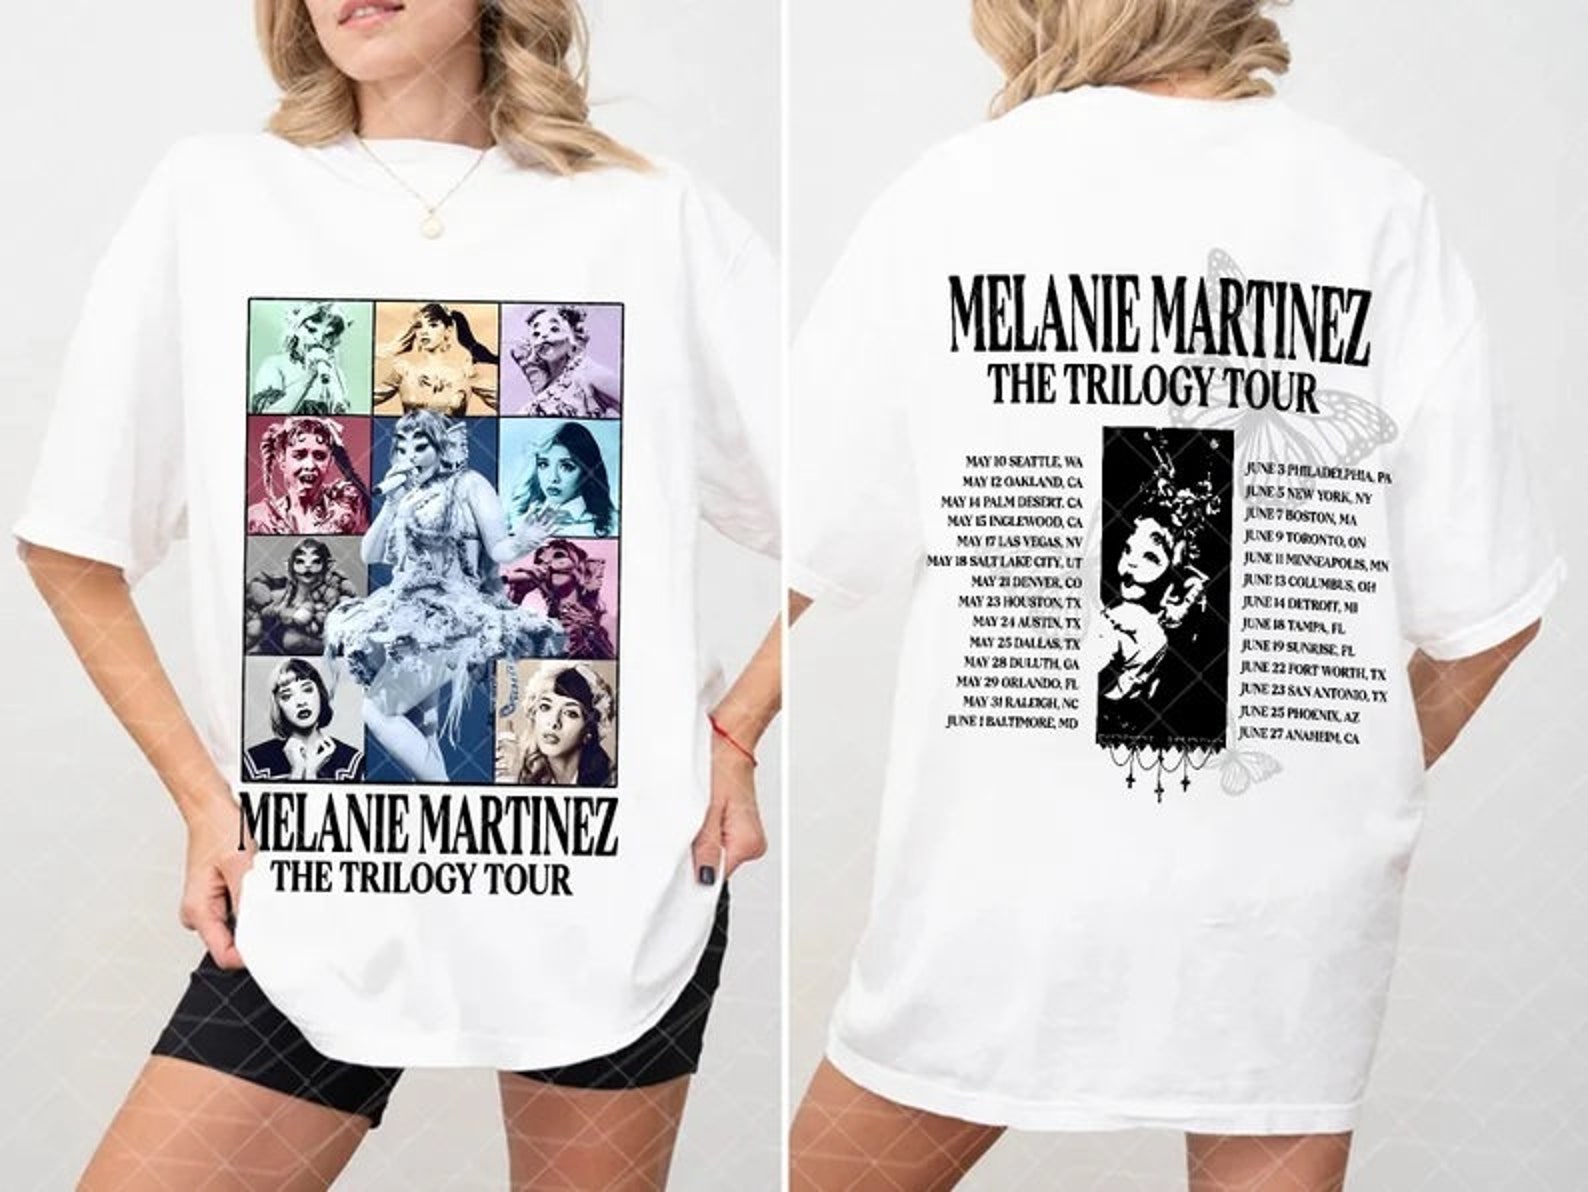 MELANIE MARTINEZ
THE TRILOGY TOUR
MELANIE MARTINEZ
THE TRILOGY TOUR
MAY 10 SEATTLE, WA
MAY 12 OAKLAND, CA
MAY 14 PALM DESERT, CA
MAY 15 INGLEWOOD, CA
MAY 17 LAS VEGAS, NV
MAY 18 SALT LAKE CITY, UT
MAY 21 DENVER, CO
MAY 23 HOUSTON, TX
MAY 24 AUSTIN, TX
MAY 25 DALLAS, TX
MAY 28 DULUTH, GA
MAY 29 ORLANDO, FL
MAY 31 RALEIGH, NC
JUNE 1 BALTIMORE, MD
JUNE 3 PHILADELPHIA, PA
JUNE 5 NEW YORK, NY
JUNE 7 BOSTON, MA
JUNE 9 TORONTO, ON
JUNE 11 MINNEAPOLIS, MN
JUNE 13 COLUMBUS, OH
JUNE 14 DETROIT, MI
JUNE 18 TAMPA, FL
JUNE 19 SUNRISE, FL
JUNE 22 FORT WORTH, TX
JUNE 23 SAN ANTONIO, TX
JUNE 25 PHOENIX, AZ
JUNE 27 ANAHEIM, CA